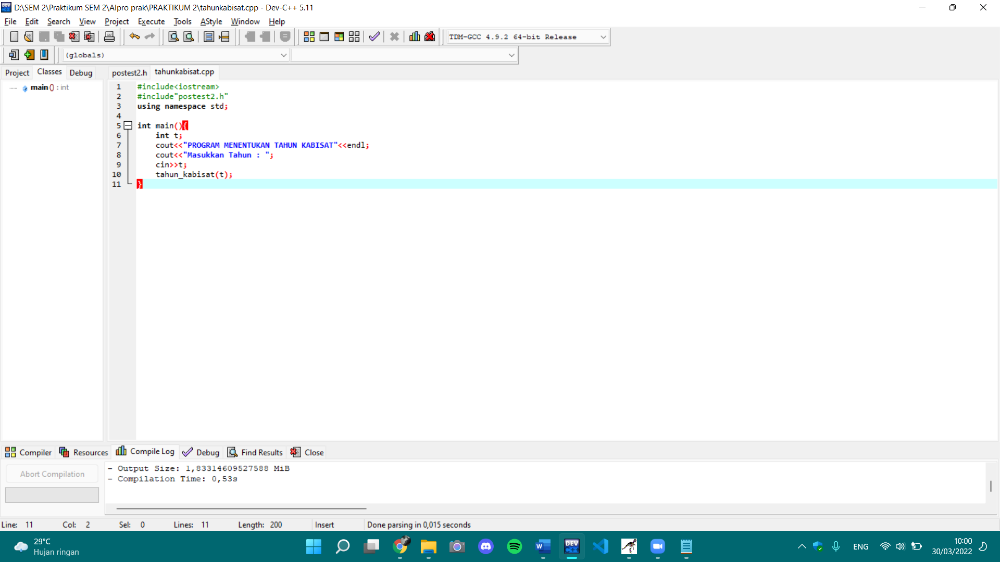 D:\SEM 2\Praktikum SEM 2\Alpro prak\PRAKTIKUM 2\tahunkabisat.cpp - Dev-C++ 5.11
File Edit Search View Project Execute Tools AStyle Window Help
TDM-GCC 4.9.2 64-bit Release
(globals)
Project Classes Debug
postest2.h tahunkabisat.cpp
main () : int
1 #include<iostream>
2 #include"postest2.h"
3 using namespace std;
4
5 int main(){
6 int t;
7 cout<<"PROGRAM MENENTUKAN TAHUN KABISAT"<<endl;
8 cout<<"Masukkan Tahun : ";
9 cin>>t;
10 tahun_kabisat(t);
11 }
Compiler Resources Compile Log Debug Find Results Close
Abort Compilation
- Output Size: 1,83314609527588 MiB
- Compilation Time: 0,53s
Line: 11 Col: 2 Sel: 0 Lines: 11 Length: 200 Insert Done parsing in 0,015 seconds
29°C
Hujan ringan
DEV C++
ENG
10:00
30/03/2022